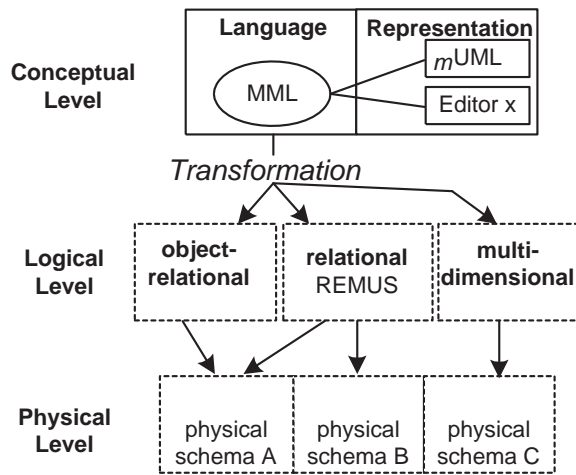 Language Representation
Conceptual
Level
MML
mUML
Editor x
Transformation
Logical
Level
object-
relational
relational
REMUS
multi-
dimensional
Physical
Level
physical
schema A
physical
schema B
physical
schema C